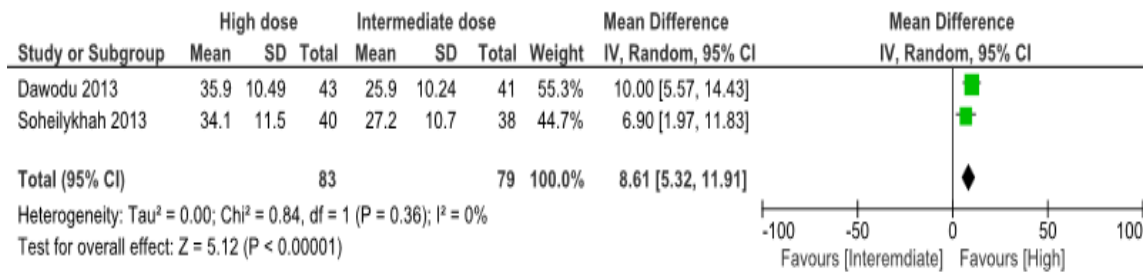 High dose Intermediate dose Mean Difference Mean Difference
Study or Subgroup Mean SD Total Mean SD Total Weight IV, Random, 95% CI IV, Random, 95% CI
Dawodu 2013 35.9 10.49 43 25.9 10.24 41 55.3% 10.00 [5.57, 14.43]
Soheilykhah 2013 34.1 11.5 40 27.2 10.7 38 44.7% 6.90 [1.97, 11.83]
Total (95% CI) 83 79 100.0% 8.61 [5.32, 11.91]
Heterogeneity: Tau² = 0.00; Chi² = 0.84, df = 1 (P = 0.36); I² = 0%
Test for overall effect: Z = 5.12 (P < 0.00001)
-100 -50 0 50 100
Favours [Interemdiate] Favours [High]